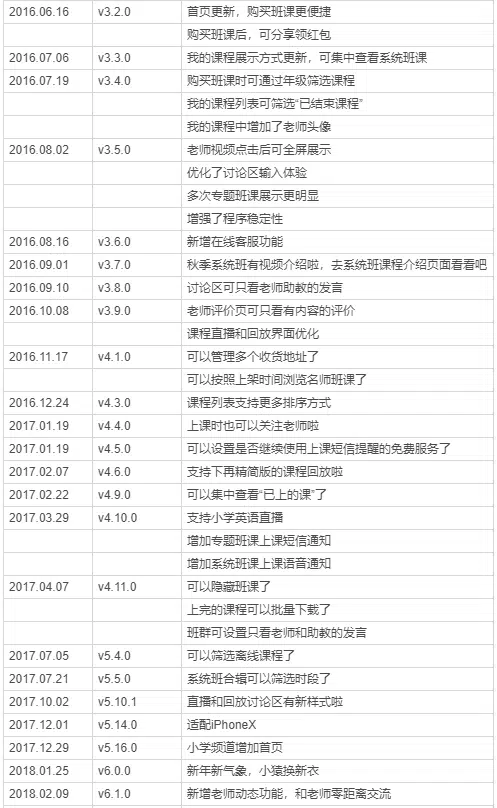 2016.06.16 v3.2.0 首页更新，购买班课更便捷
购买班课后，可分享领红包
2016.07.06 v3.3.0 我的课程展示方式更新，可集中查看系统班课
2016.07.19 v3.4.0 购买班课时可通过年级筛选课程
我的课程列表可筛选“已结束课程”
我的课程中增加了老师头像
2016.08.02 v3.5.0 老师视频点击后可全屏展示
优化了讨论区输入体验
多次专题班课展示更明显
增强了程序稳定性
2016.08.16 v3.6.0 新增在线客服功能
2016.09.01 v3.7.0 秋季系统班有视频介绍啦，去系统班课程介绍页面看看吧
2016.09.10 v3.8.0 讨论区可只看老师助教的发言
2016.10.08 v3.9.0 老师评价页可只看有内容的评价
课程直播和回放界面优化
2016.11.17 v4.1.0 可以管理多个收货地址了
可以按照上架时间浏览名师班课了
2016.12.24 v4.3.0 课程列表支持更多排序方式
2017.01.19 v4.4.0 上课时也可以关注老师啦
2017.01.19 v4.5.0 可以设置是否继续使用上课短信提醒的免费服务了
2017.02.07 v4.6.0 支持下再精简版的课程回放啦
2017.02.22 v4.9.0 可以集中查看“已上的课”了
2017.03.29 v4.10.0 支持小学英语直播
增加专题班课上课短信通知
增加系统班课上课语音通知
2017.04.07 v4.11.0 可以隐藏班课了
上完的课程可以批量下载了
班群可设置只看老师和助教的发言
2017.07.05 v5.4.0 可以筛选离线课程了
2017.07.21 v5.5.0 系统班合辑可以筛选时段了
2017.10.02 v5.10.1 直播和回放讨论区有新样式啦
2017.12.01 v5.14.0 适配iPhoneX
2017.12.29 v5.16.0 小学频道增加首页
2018.01.25 v6.0.0 新年新气象，小猿换新衣
2018.02.09 v6.1.0 新增老师动态功能，和老师零距离交流